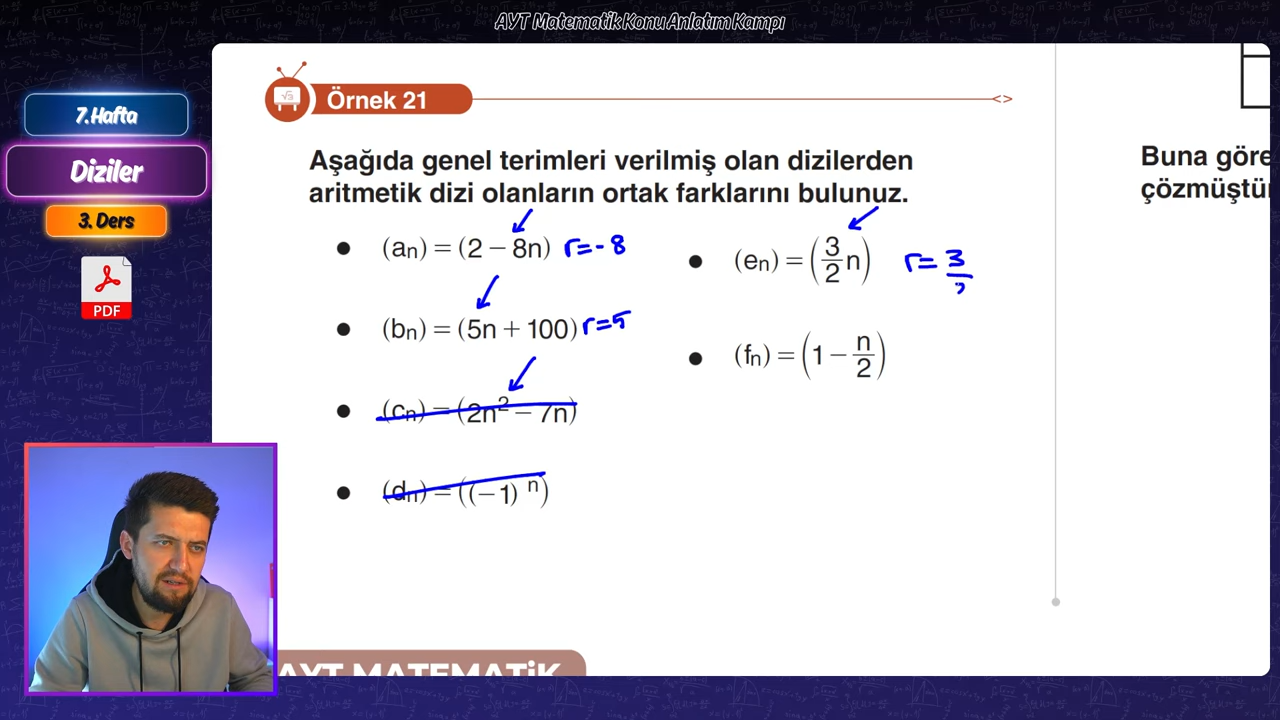 AYT Matematik Konu Anlatım Kampı
7. Hafta
Diziler
3. Ders
PDF
√x
Örnek 21
<>
Aşağıda genel terimleri verilmiş olan dizilerden
aritmetik dizi olanların ortak farklarını bulunuz.
(an) = (2 − 8n) r=-8
(bn) = (5n + 100) r=5
(cn) = (2n² − 7n)
(dn) = ((−1) ⁿ)
(en) = (3/2 n) r= 3/2
(fn) = (1 − n/2)
Buna göre
çözmüştür
AYT MATEMATİK